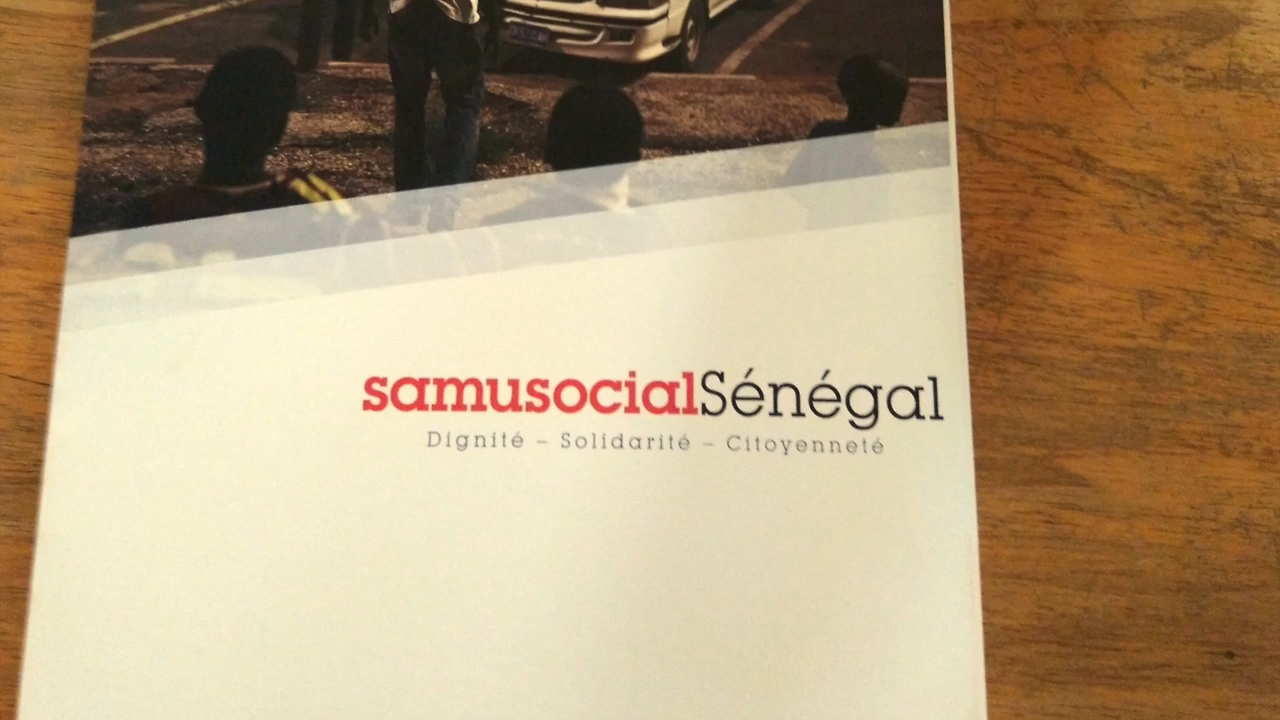 samusocialSénégal
Dignité – Solidarité – Citoyenneté